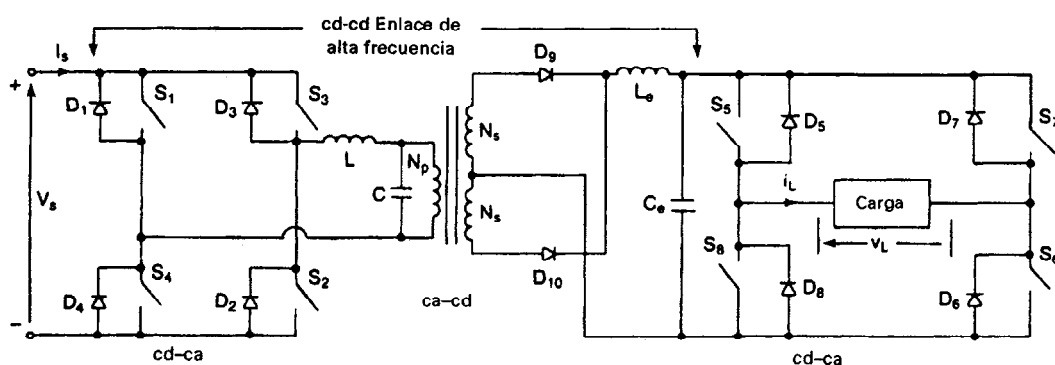 cd-cd Enlace de
alta frecuencia
I_s
+
V_s
−
D_1
S_1
D_3
S_3
L
C
N_p
N_s
N_s
D_4
S_4
D_2
S_2
cd–ca
ca–cd
D_9
D_10
L_e
C_e
S_5
D_5
D_7
S_7
i_L
Carga
v_L
S_8
D_8
D_6
S_6
cd–ca